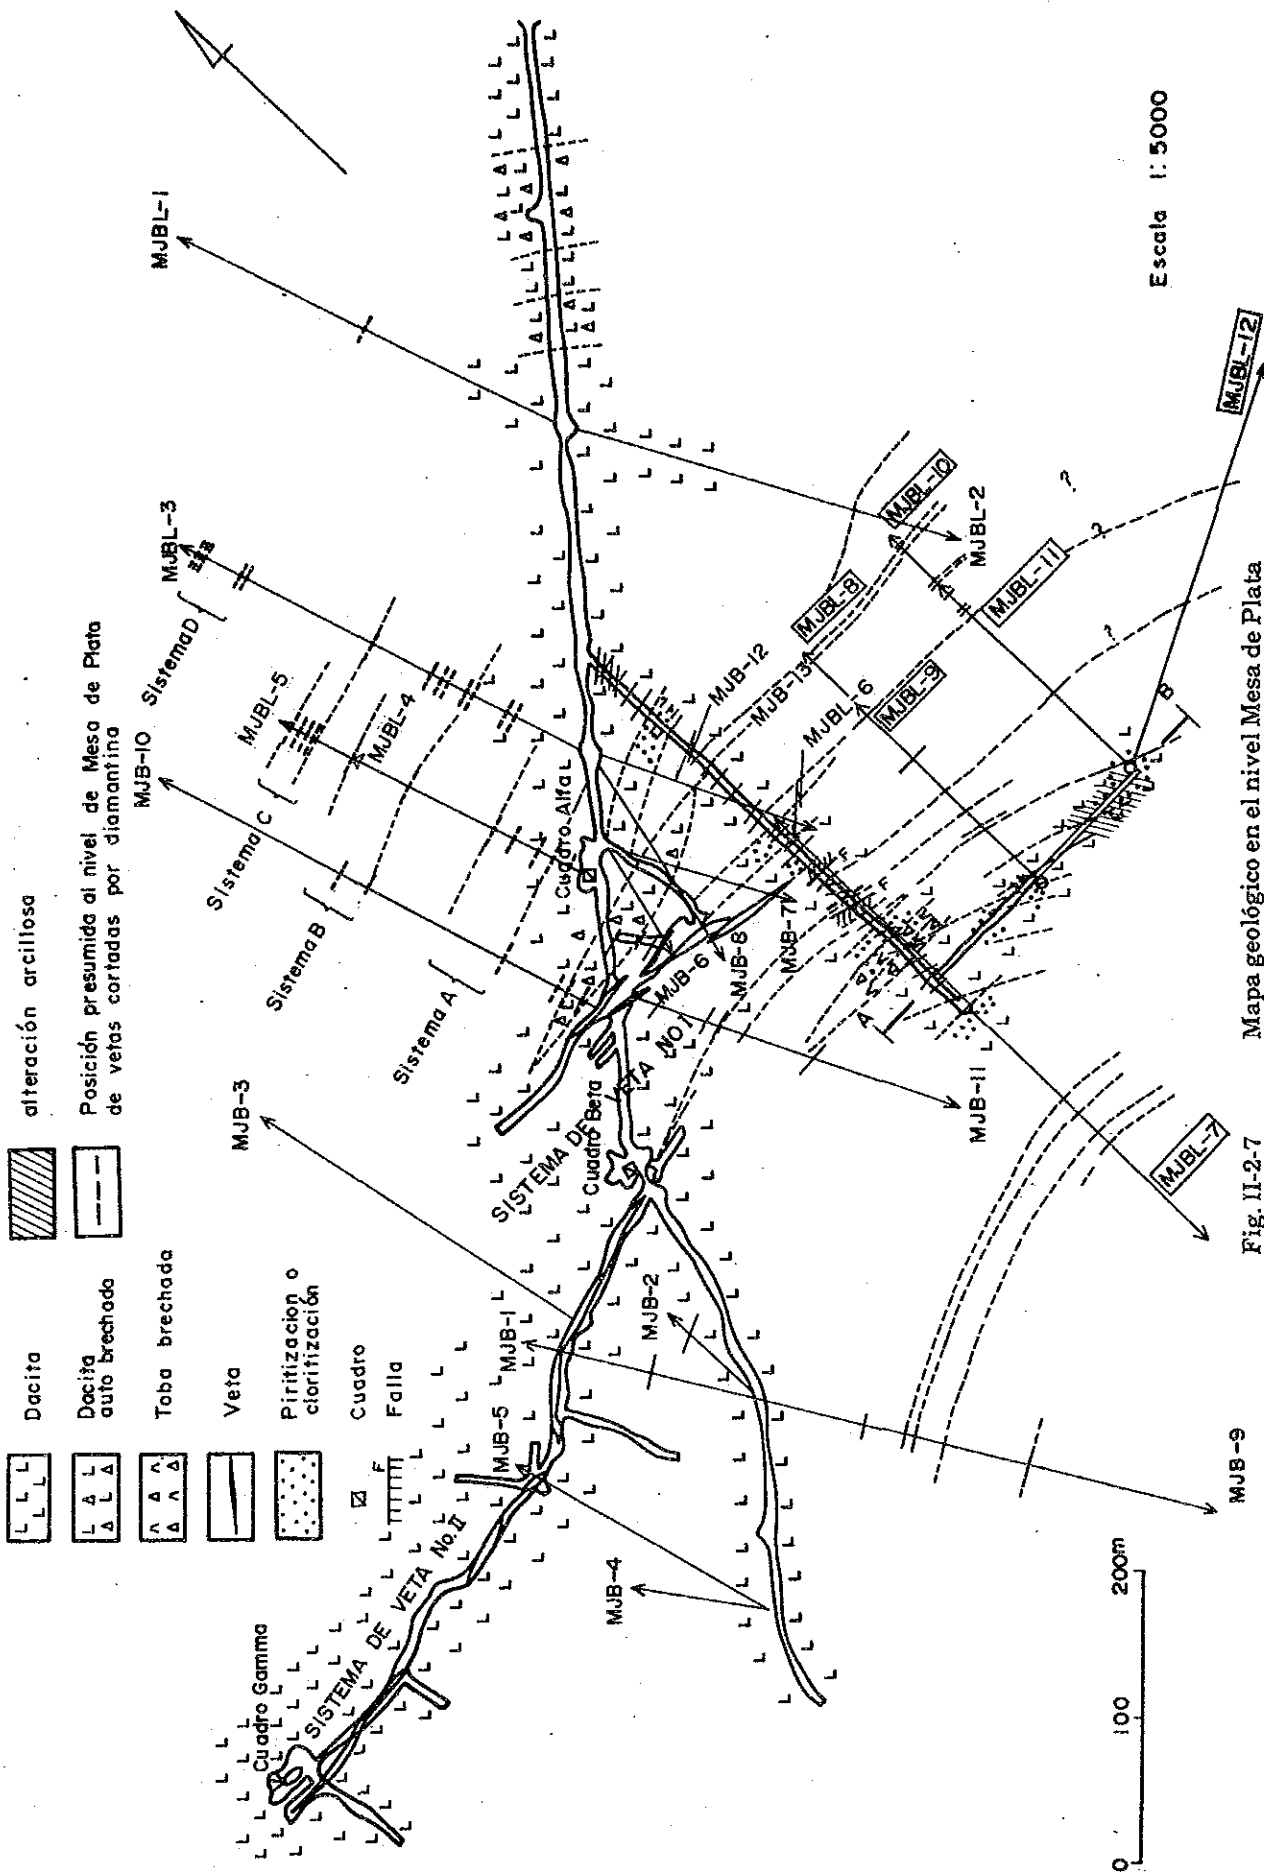 Dacita
Dacita
auto brechado
Toba brechada
Veta
Piritizacion o
cloritización
Cuadro
F
Falla
alteración arcillosa
Posición presumida al nivel de Mesa de Plata
de vetas cortadas por diamantina
Cuadro Gamma
SISTEMA DE VETA No.II
MJB-5
MJB-1
MJB-3
MJB-4
MJB-2
MJB-9
SISTEMA DE VETA NO I
Cuadro Beta
Cuadro Alfa
Sistema A
Sistema B
Sistema C
Sistema D
MJB-10
MJBL-5
MJBL-4
MJBL-3
MJBL-1
MJB-6
MJB-8
MJB-7
MJB-11
MJB-12
MJB-13
MJBL 6
MJBL-8
MJBL-9
MJBL-10
MJBL-2
MJBL-11
MJBL-12
MJBL-7
A
B
F
F
F
?
?
?
0 100 200m
Escala 1:5000
Fig. II-2-7 Mapa geológico en el nivel Mesa de Plata